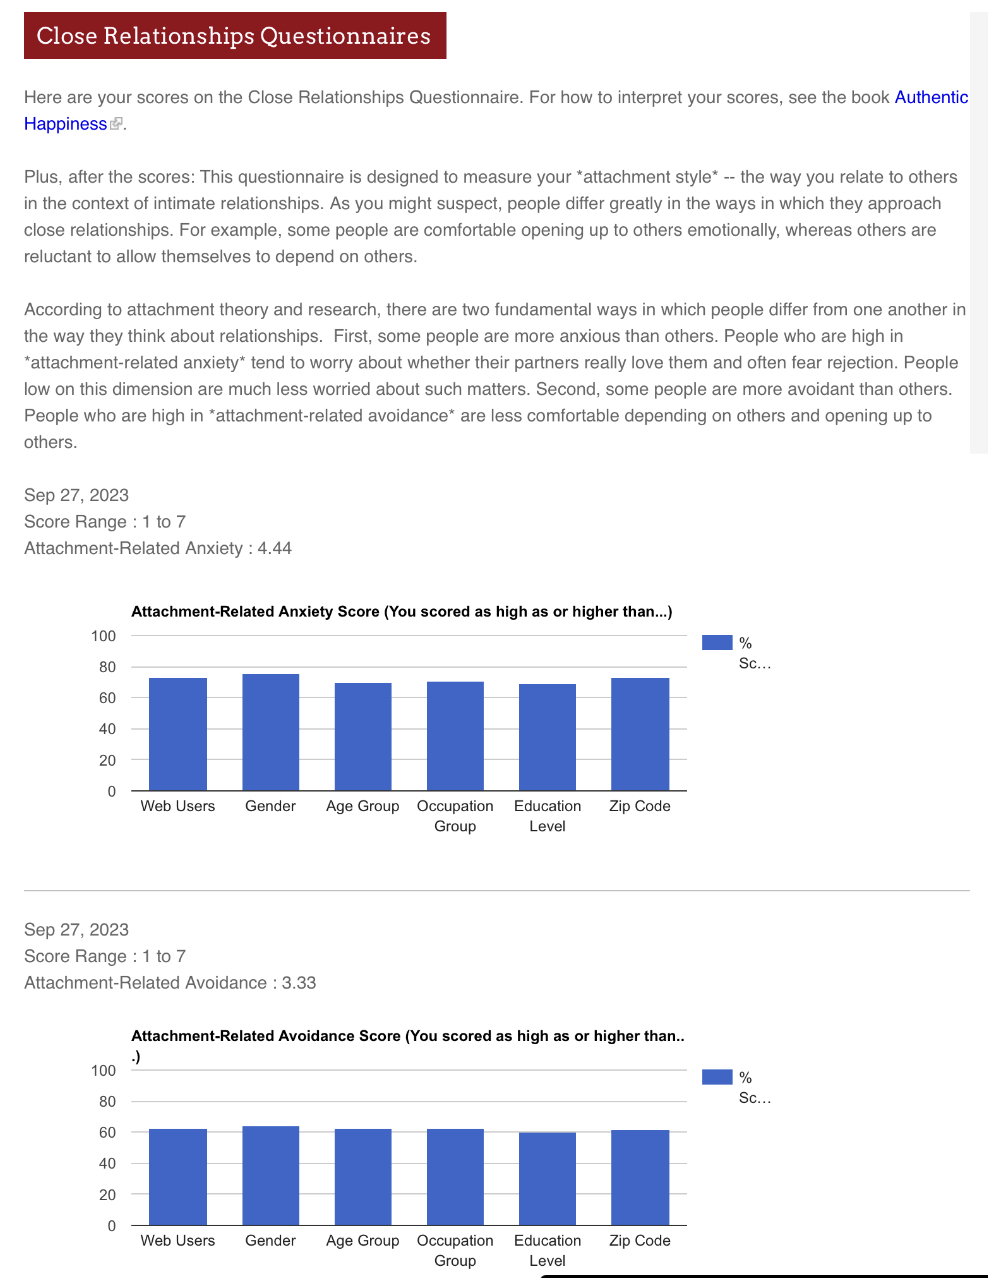 Close Relationships Questionnaires
Here are your scores on the Close Relationships Questionnaire. For how to interpret your scores, see the book Authentic
Happiness.
Plus, after the scores: This questionnaire is designed to measure your *attachment style* -- the way you relate to others
in the context of intimate relationships. As you might suspect, people differ greatly in the ways in which they approach
close relationships. For example, some people are comfortable opening up to others emotionally, whereas others are
reluctant to allow themselves to depend on others.
According to attachment theory and research, there are two fundamental ways in which people differ from one another in
the way they think about relationships.  First, some people are more anxious than others. People who are high in
*attachment-related anxiety* tend to worry about whether their partners really love them and often fear rejection. People
low on this dimension are much less worried about such matters. Second, some people are more avoidant than others.
People who are high in *attachment-related avoidance* are less comfortable depending on others and opening up to
others.
Sep 27, 2023
Score Range : 1 to 7
Attachment-Related Anxiety : 4.44
Attachment-Related Anxiety Score (You scored as high as or higher than...)
100
80
60
40
20
0
%
Sc...
Web Users Gender Age Group Occupation Education Zip Code
Group Level
Sep 27, 2023
Score Range : 1 to 7
Attachment-Related Avoidance : 3.33
Attachment-Related Avoidance Score (You scored as high as or higher than..
.)
100
80
60
40
20
0
%
Sc...
Web Users Gender Age Group Occupation Education Zip Code
Group Level